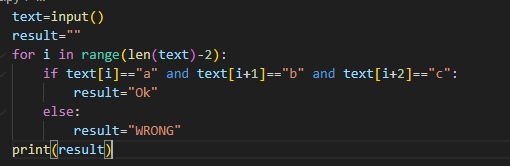 text=input()
result=""
for i in range(len(text)-2):
    if text[i]=="a" and text[i+1]=="b" and text[i+2]=="c":
        result="Ok"
    else:
        result="WRONG"
print(result)